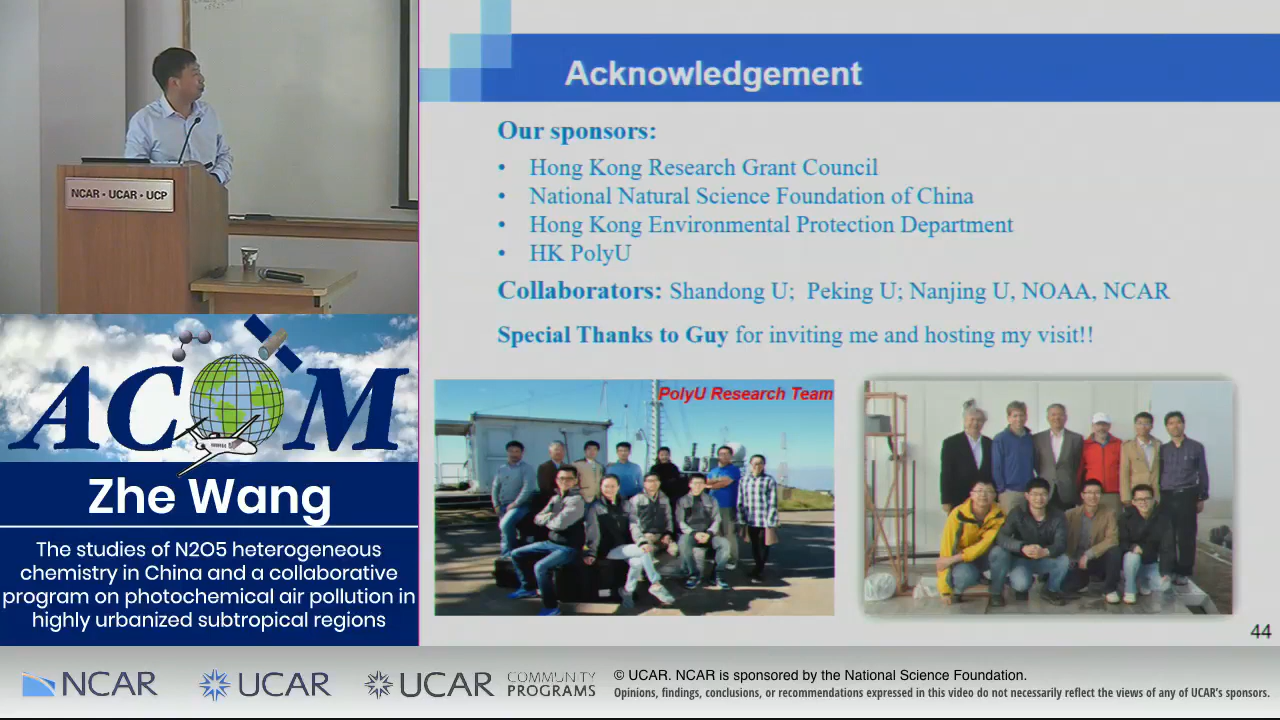 NCAR • UCAR • UCP
ACOM
Zhe Wang
The studies of N2O5 heterogeneous
chemistry in China and a collaborative
program on photochemical air pollution in
highly urbanized subtropical regions
Acknowledgement
Our sponsors:
• Hong Kong Research Grant Council
• National Natural Science Foundation of China
• Hong Kong Environmental Protection Department
• HK PolyU
Collaborators: Shandong U; Peking U; Nanjing U, NOAA, NCAR
Special Thanks to Guy for inviting me and hosting my visit!!
PolyU Research Team
44
NCAR
UCAR
UCAR
COMMUNITY
PROGRAMS
© UCAR. NCAR is sponsored by the National Science Foundation.
Opinions, findings, conclusions, or recommendations expressed in this video do not necessarily reflect the views of any of UCAR's sponsors.